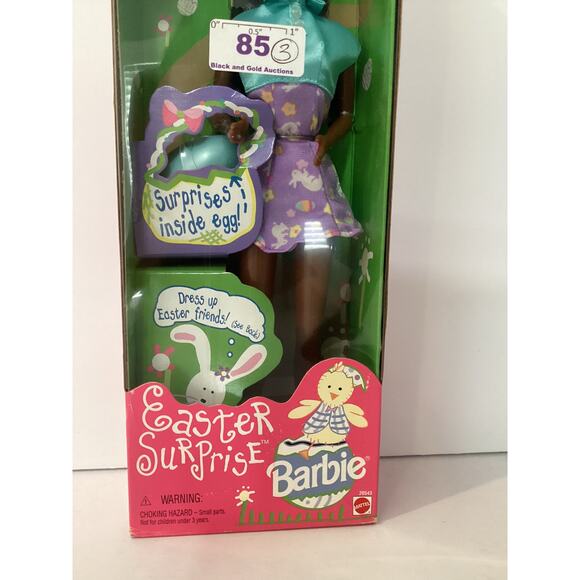 0" 0.5" 1"
85 3
Black and Gold Auctions
Surprises
inside egg!
Dress up
Easter friends! (See Back)
Easter
Surprise™
Barbie®
⚠ WARNING:
CHOKING HAZARD – Small parts.
Not for children under 3 years.
20543
MATTEL